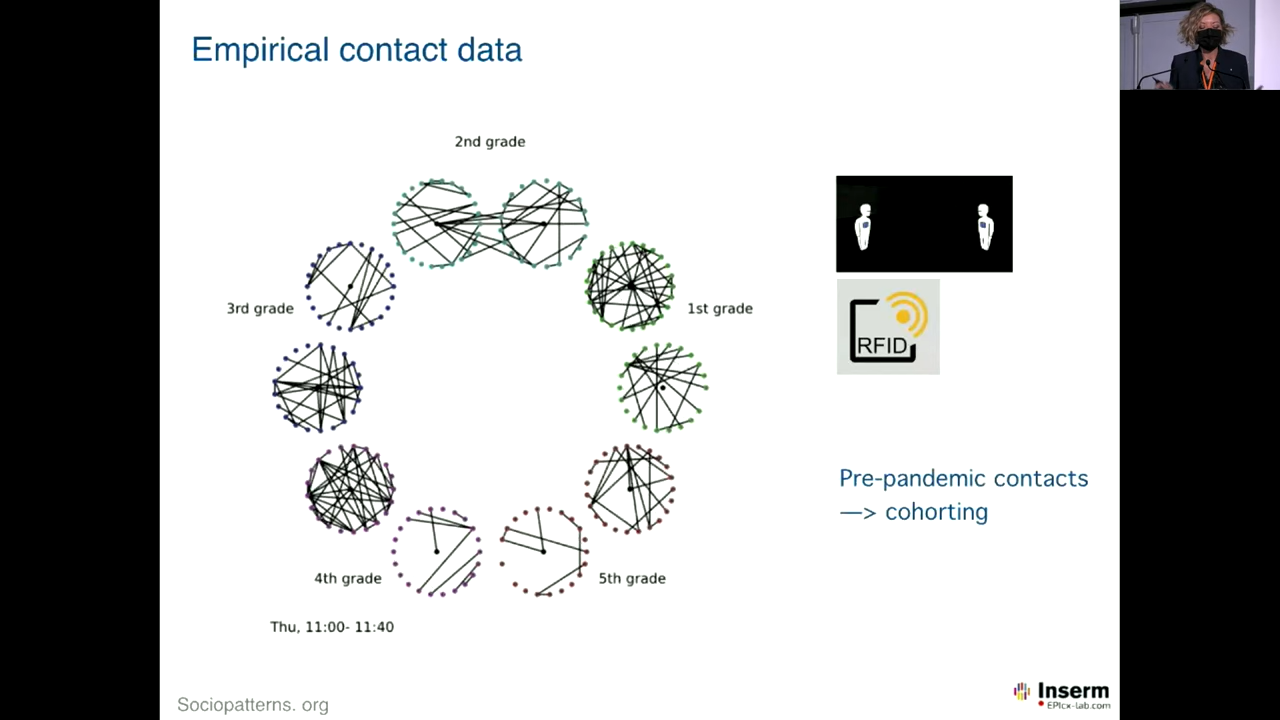 Empirical contact data
2nd grade
3rd grade
1st grade
RFID
Pre-pandemic contacts
—> cohorting
4th grade
5th grade
Thu, 11:00- 11:40
Sociopatterns. org
Inserm
EPIcx-lab.com